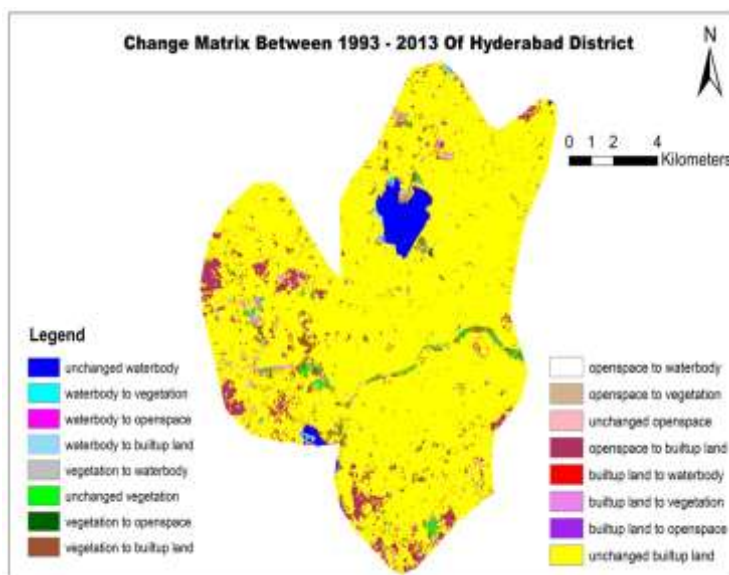 Change Matrix Between 1993 - 2013 Of Hyderabad District
N
0 1 2 4
Kilometers
Legend
unchanged waterbody
waterbody to vegetation
waterbody to openspace
waterbody to builtup land
vegetation to waterbody
unchanged vegetation
vegetation to openspace
vegetation to builtup land
openspace to waterbody
openspace to vegetation
unchanged openspace
openspace to builtup land
builtup land to waterbody
builtup land to vegetation
builtup land to openspace
unchanged builtup land